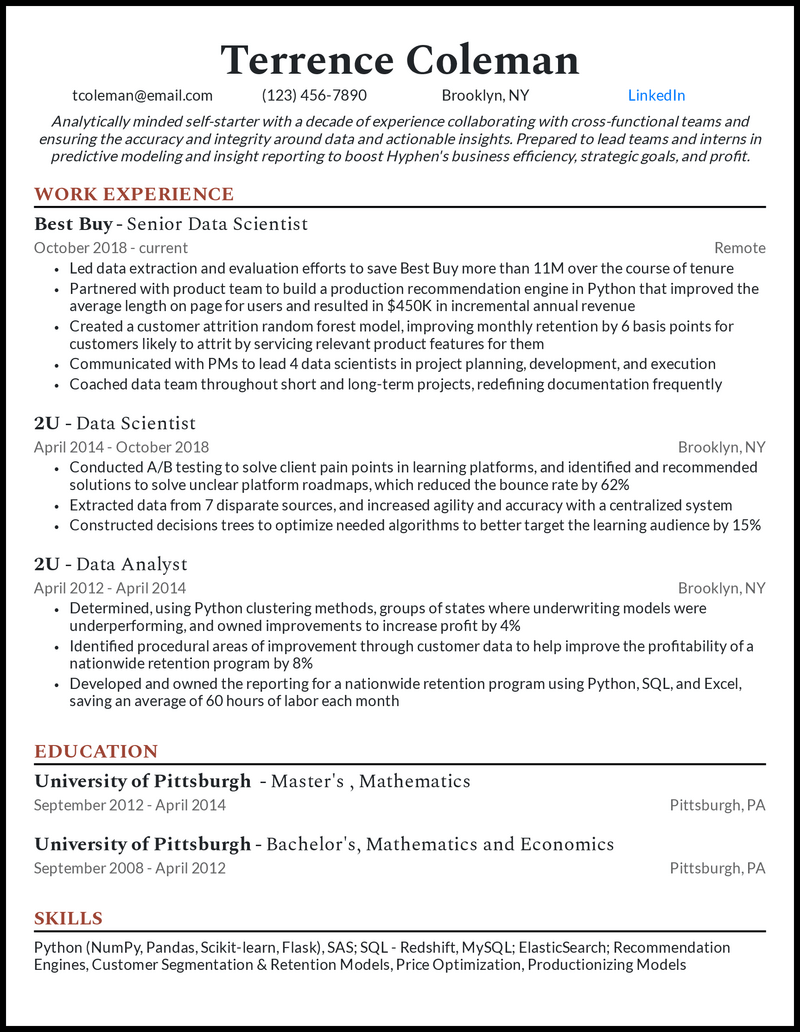 Terrence Coleman
tcoleman@email.com (123) 456-7890 Brooklyn, NY LinkedIn
Analytically minded self-starter with a decade of experience collaborating with cross-functional teams and
ensuring the accuracy and integrity around data and actionable insights. Prepared to lead teams and interns in
predictive modeling and insight reporting to boost Hyphen's business efficiency, strategic goals, and profit.
WORK EXPERIENCE
Best Buy - Senior Data Scientist
October 2018 - current Remote
• Led data extraction and evaluation efforts to save Best Buy more than 11M over the course of tenure
• Partnered with product team to build a production recommendation engine in Python that improved the
average length on page for users and resulted in $450K in incremental annual revenue
• Created a customer attrition random forest model, improving monthly retention by 6 basis points for
customers likely to attrit by servicing relevant product features for them
• Communicated with PMs to lead 4 data scientists in project planning, development, and execution
• Coached data team throughout short and long-term projects, redefining documentation frequently
2U - Data Scientist
April 2014 - October 2018 Brooklyn, NY
• Conducted A/B testing to solve client pain points in learning platforms, and identified and recommended
solutions to solve unclear platform roadmaps, which reduced the bounce rate by 62%
• Extracted data from 7 disparate sources, and increased agility and accuracy with a centralized system
• Constructed decisions trees to optimize needed algorithms to better target the learning audience by 15%
2U - Data Analyst
April 2012 - April 2014 Brooklyn, NY
• Determined, using Python clustering methods, groups of states where underwriting models were
underperforming, and owned improvements to increase profit by 4%
• Identified procedural areas of improvement through customer data to help improve the profitability of a
nationwide retention program by 8%
• Developed and owned the reporting for a nationwide retention program using Python, SQL, and Excel,
saving an average of 60 hours of labor each month
EDUCATION
University of Pittsburgh - Master's , Mathematics
September 2012 - April 2014 Pittsburgh, PA
University of Pittsburgh - Bachelor's, Mathematics and Economics
September 2008 - April 2012 Pittsburgh, PA
SKILLS
Python (NumPy, Pandas, Scikit-learn, Flask), SAS; SQL - Redshift, MySQL; ElasticSearch; Recommendation
Engines, Customer Segmentation & Retention Models, Price Optimization, Productionizing Models